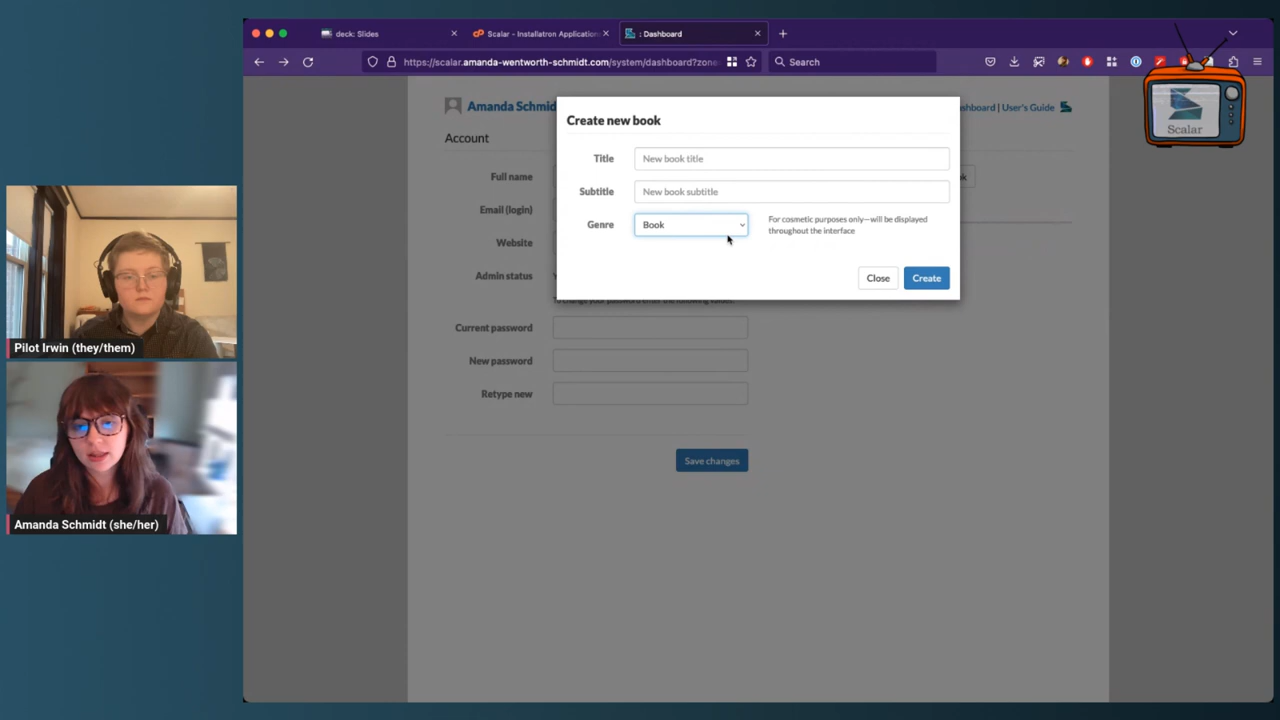 deck: Slides
Scalar - Installatron Application
: Dashboard
https://scalar.amanda-wentworth-schmidt.com/system/dashboard?zone
Search
Scalar
Amanda Schmid
shboard | User's Guide
Account
Create new book
Title
New book title
Full name
Subtitle
New book subtitle
Email (login)
Genre
Book
For cosmetic purposes only—will be displayed
throughout the interface
Website
Admin status
Close
Create
Current password
Pilot Irwin (they/them)
New password
Retype new
Save changes
Amanda Schmidt (she/her)